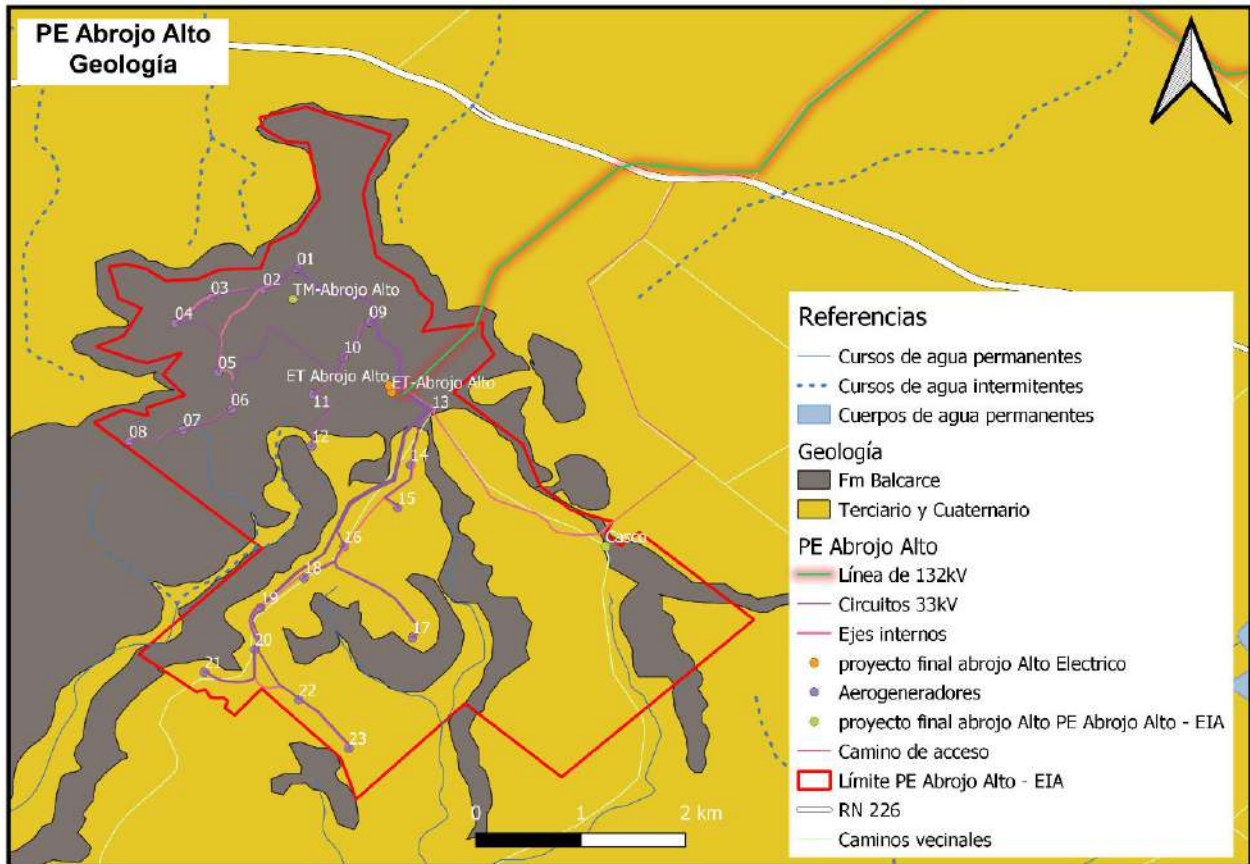 PE Abrojo Alto
Geología
01
02
TM-Abrojo Alto
03
04
09
10
05
ET Abrojo Alto
ET-Abrojo Alto
11
06
13
07
08
12
14
15
16
Casco
18
19
17
20
21
22
23
0 1 2 km
Referencias
Cursos de agua permanentes
Cursos de agua intermitentes
Cuerpos de agua permanentes
Geología
Fm Balcarce
Terciario y Cuaternario
PE Abrojo Alto
Línea de 132kV
Circuitos 33kV
Ejes internos
proyecto final abrojo Alto Electrico
Aerogeneradores
proyecto final abrojo Alto PE Abrojo Alto - EIA
Camino de acceso
Límite PE Abrojo Alto - EIA
RN 226
Caminos vecinales